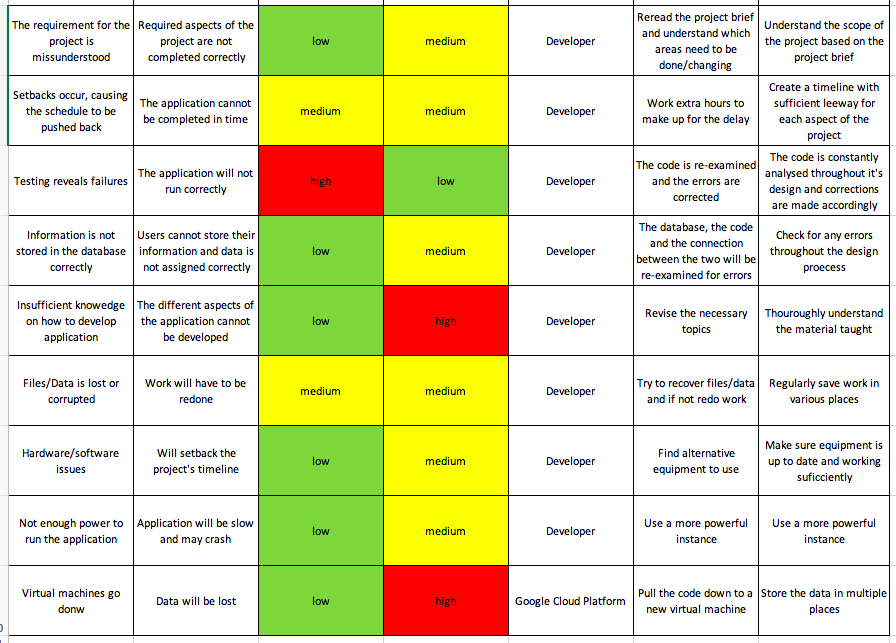 The requirement for the
project is
misunderstood
Required aspects of the
project are not
completed correctly
low
medium
Developer
Reread the project brief
and understand which
areas need to be
done/changing
Understand the scope of
the project based on the
project brief
Setbacks occur, causing
the schedule to be
pushed back
The application cannot
be completed in time
medium
medium
Developer
Work extra hours to
make up for the delay
Create a timeline with
sufficient leeway for
each aspect of the
project
Testing reveals failures
The application will not
run correctly
high
low
Developer
The code is re-examined
and the errors are
corrected
The code is constantly
analysed throughout it's
design and corrections
are made accordingly
Information is not
stored in the database
correctly
Users cannot store their
information and data is
not assigned correctly
low
medium
Developer
The database, the code
and the connection
between the two will be
re-examined for errors
Check for any errors
throughout the design
proecess
Insufficient knowedge
on how to develop
application
The different aspects of
the application cannot
be developed
low
high
Developer
Revise the necessary
topics
Thouroughly understand
the material taught
Files/Data is lost or
corrupted
Work will have to be
redone
medium
medium
Developer
Try to recover files/data
and if not redo work
Regularly save work in
various places
Hardware/software
issues
Will setback the
project's timeline
low
medium
Developer
Find alternative
equipment to use
Make sure equipment is
up to date and working
suficciently
Not enough power to
run the application
Application will be slow
and may crash
low
medium
Developer
Use a more powerful
instance
Use a more powerful
instance
Virtual machines go
donw
Data will be lost
low
high
Google Cloud Platform
Pull the code down to a
new virtual machine
Store the data in multiple
places